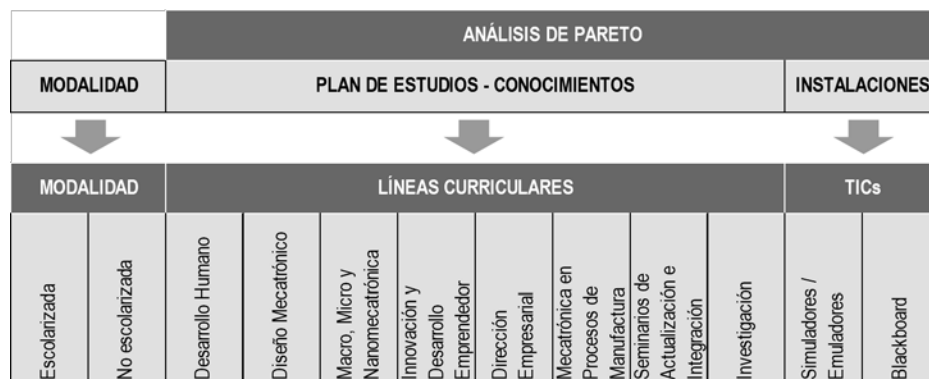 ANÁLISIS DE PARETO
MODALIDAD
PLAN DE ESTUDIOS - CONOCIMIENTOS
INSTALACIONES
MODALIDAD
LÍNEAS CURRICULARES
TICs
Escolarizada
No escolarizada
Desarrollo Humano
Diseño Mecatrónico
Macro, Micro y
Nanomecatrónica
Innovación y
Desarrollo
Emprendedor
Dirección
Empresarial
Mecatrónica en
Procesos de
Manufactura
Seminarios de
Actualización e
Integración
Investigación
Simuladores /
Emuladores
Blackboard